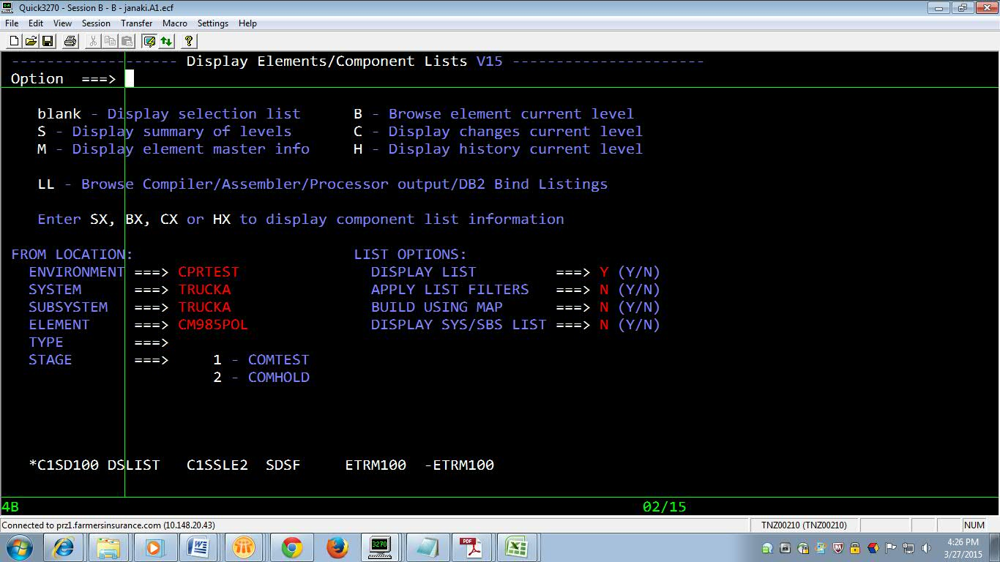 Quick3270 - Session B - B - janaki.A1.ecf
File Edit View Session Transfer Macro Settings Help
------------------- Display Elements/Component Lists V15 ----------------------
Option ===>
blank - Display selection list B - Browse element current level
S - Display summary of levels C - Display changes current level
M - Display element master info H - Display history current level
LL - Browse Compiler/Assembler/Processor output/DB2 Bind Listings
Enter SX, BX, CX or HX to display component list information
FROM LOCATION: LIST OPTIONS:
ENVIRONMENT ===> CPRTEST DISPLAY LIST ===> Y (Y/N)
SYSTEM ===> TRUCKA APPLY LIST FILTERS ===> N (Y/N)
SUBSYSTEM ===> TRUCKA BUILD USING MAP ===> N (Y/N)
ELEMENT ===> CM985POL DISPLAY SYS/SBS LIST ===> N (Y/N)
TYPE ===>
STAGE ===> 1 - COMTEST
2 - COMHOLD
*C1SD100 DSLIST C1SSLE2 SDSF ETRM100 -ETRM100
4B 02/15
Connected to prz1.farmersinsurance.com (10.148.20.43) TNZ00210 (TNZ00210) NUM
3270 PDF
4:26 PM
3/27/2015